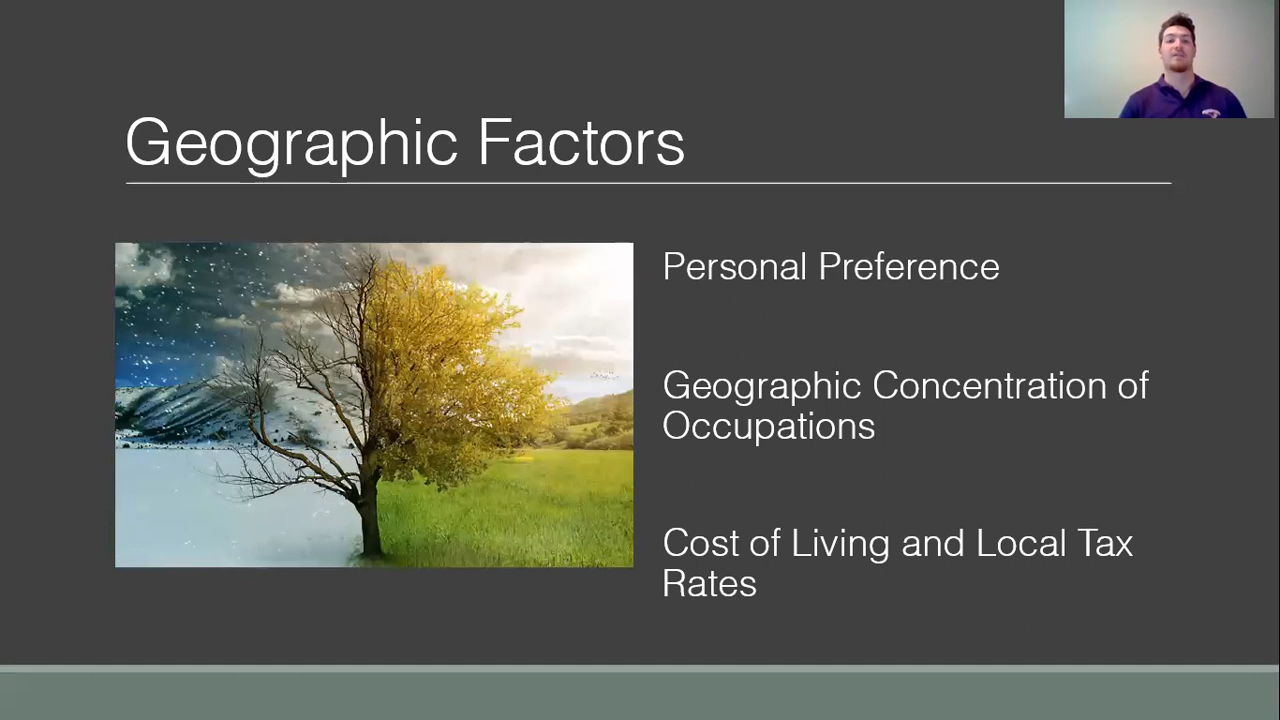 Geographic Factors
Personal Preference
Geographic Concentration of
Occupations
Cost of Living and Local Tax
Rates